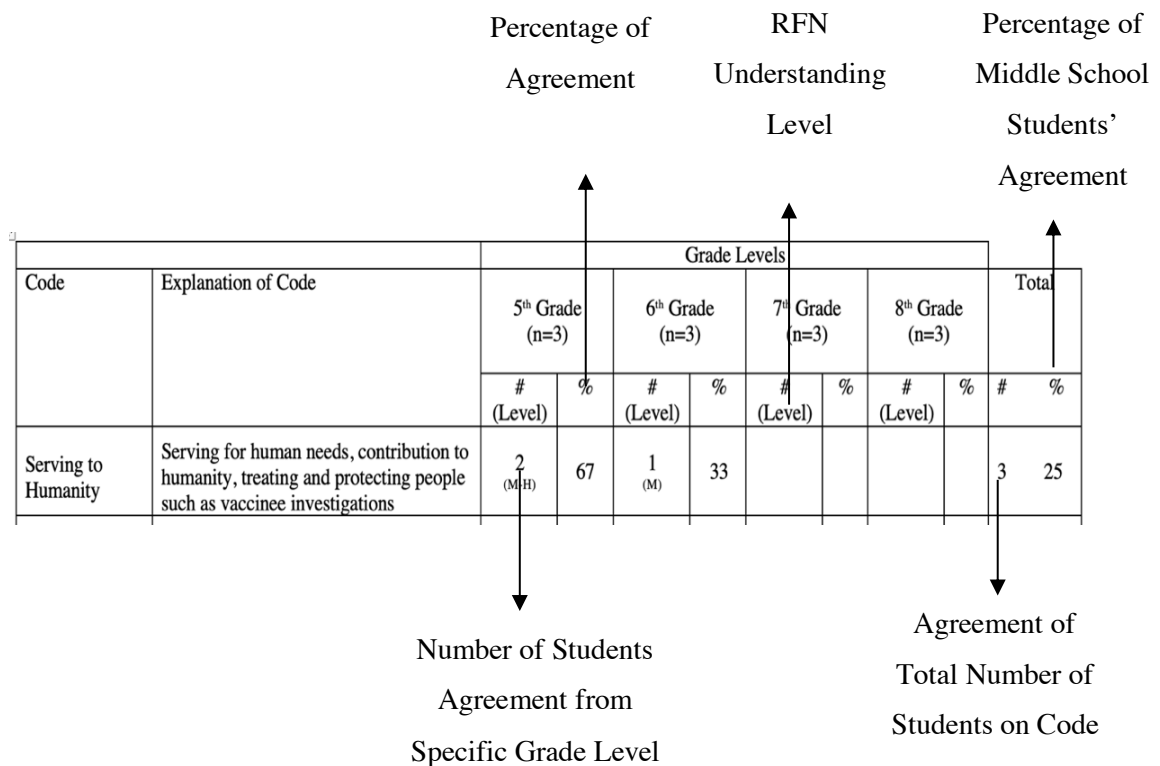 Percentage of
Agreement
RFN
Understanding
Level
Percentage of
Middle School
Students’
Agreement
Grade Levels
Code
Explanation of Code
5th Grade
(n=3)
6th Grade
(n=3)
7th Grade
(n=3)
8th Grade
(n=3)
Total
#
(Level)
%
#
(Level)
%
#
(Level)
%
#
(Level)
%
#
%
Serving to
Humanity
Serving for human needs, contribution to
humanity, treating and protecting people
such as vaccinee investigations
2
(M-H)
67
1
(M)
33
3
25
Number of Students
Agreement from
Specific Grade Level
Agreement of
Total Number of
Students on Code